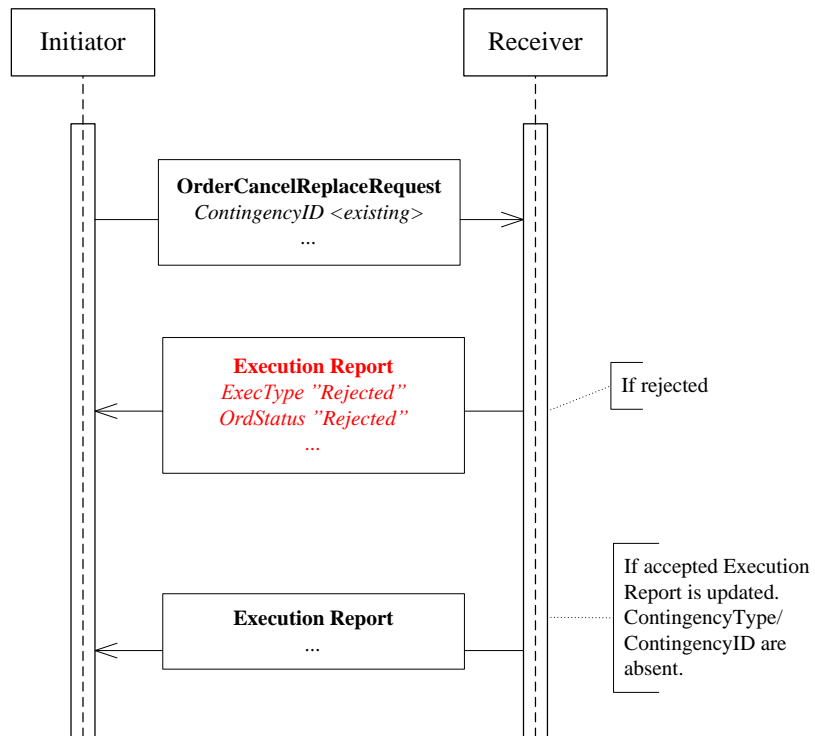 Initiator
Receiver
OrderCancelReplaceRequest
ContingencyID <existing>
...
Execution Report
ExecType ”Rejected”
OrdStatus ”Rejected”
...
If rejected
Execution Report
...
If accepted Execution
Report is updated.
ContingencyType/
ContingencyID are
absent.